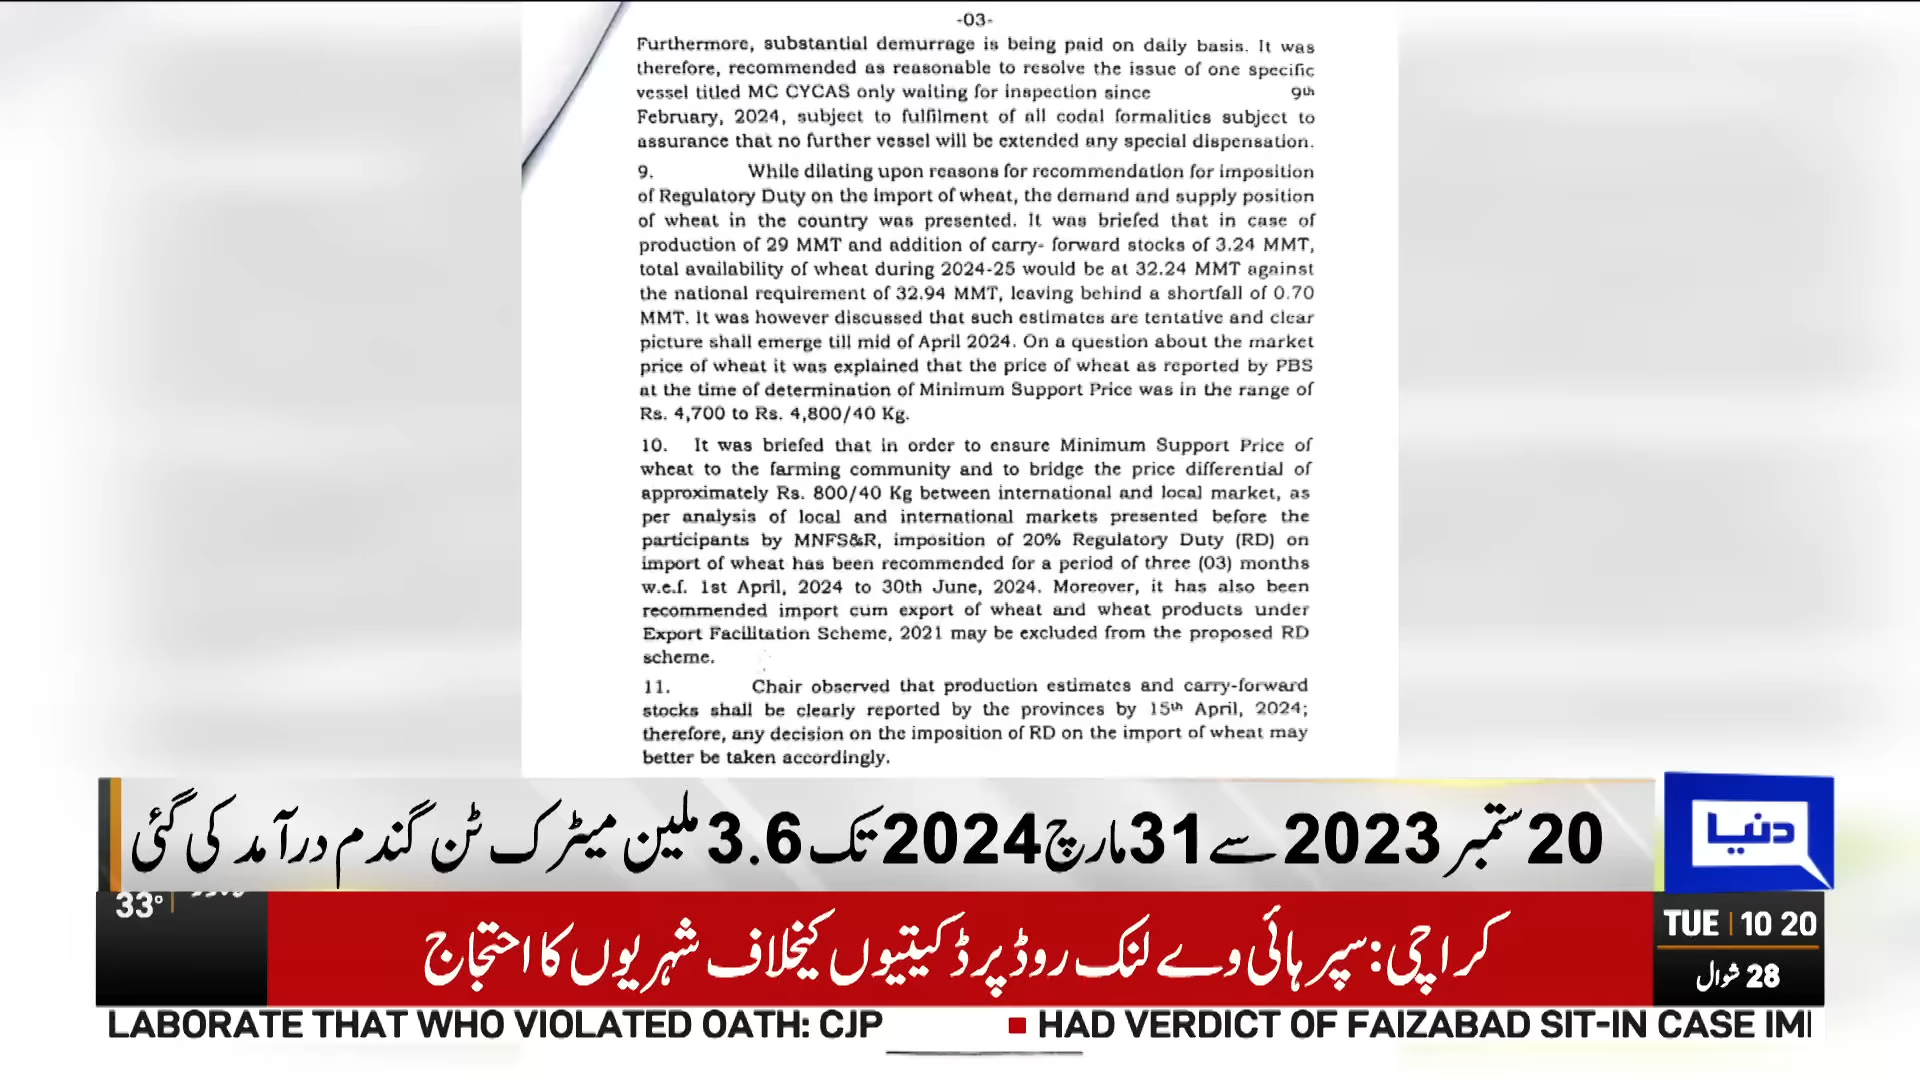 -03-
Furthermore, substantial demurrage is being paid on daily basis. It was
therefore, recommended as reasonable to resolve the issue of one specific
vessel titled MC CYCAS only waiting for inspection since 9th
February, 2024, subject to fulfilment of all codal formalities subject to
assurance that no further vessel will be extended any special dispensation.
9. While dilating upon reasons for recommendation for imposition
of Regulatory Duty on the import of wheat, the demand and supply position
of wheat in the country was presented. It was briefed that in case of
production of 29 MMT and addition of carry- forward stocks of 3.24 MMT,
total availability of wheat during 2024-25 would be at 32.24 MMT against
the national requirement of 32.94 MMT, leaving behind a shortfall of 0.70
MMT. It was however discussed that such estimates are tentative and clear
picture shall emerge till mid of April 2024. On a question about the market
price of wheat it was explained that the price of wheat as reported by PBS
at the time of determination of Minimum Support Price was in the range of
Rs. 4,700 to Rs. 4,800/40 Kg.
10. It was briefed that in order to ensure Minimum Support Price of
wheat to the farming community and to bridge the price differential of
approximately Rs. 800/40 Kg between international and local market, as
per analysis of local and international markets presented before the
participants by MNFS&R, imposition of 20% Regulatory Duty (RD) on
import of wheat has been recommended for a period of three (03) months
w.e.f. 1st April, 2024 to 30th June, 2024. Moreover, it has also been
recommended import cum export of wheat and wheat products under
Export Facilitation Scheme, 2021 may be excluded from the proposed RD
scheme.
11. Chair observed that production estimates and carry-forward
stocks shall be clearly reported by the provinces by 15th April, 2024;
therefore, any decision on the imposition of RD on the import of wheat may
better be taken accordingly.
20 ستمبر 2023 سے 31 مارچ 2024 تک 3.6 ملین میٹرک ٹن گندم درآمد کی گئی
دنیا
33°
کراچی: سپر ہائی وے لنک روڈ پر ڈکیتیوں کیخلاف شہریوں کا احتجاج
TUE 10 20
28 شوال
LABORATE THAT WHO VIOLATED OATH: CJP HAD VERDICT OF FAIZABAD SIT-IN CASE IM